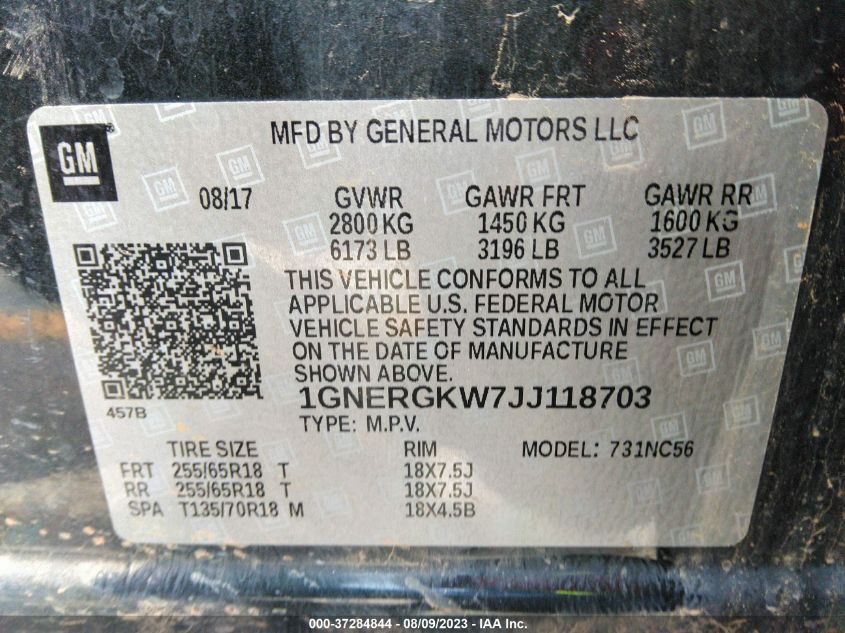 GM
MFD BY GENERAL MOTORS LLC
08/17 GVWR GAWR FRT GAWR RR
2800 KG 1450 KG 1600 KG
6173 LB 3196 LB 3527 LB
THIS VEHICLE CONFORMS TO ALL
APPLICABLE U.S. FEDERAL MOTOR
VEHICLE SAFETY STANDARDS IN EFFECT
ON THE DATE OF MANUFACTURE
SHOWN ABOVE.
1GNERGKW7JJ118703
457B
TYPE: M.P.V.
TIRE SIZE RIM MODEL: 731NC56
FRT 255/65R18 T 18X7.5J
RR 255/65R18 T 18X7.5J
SPA T135/70R18 M 18X4.5B
000-37284844 - 08/09/2023 - IAA Inc.